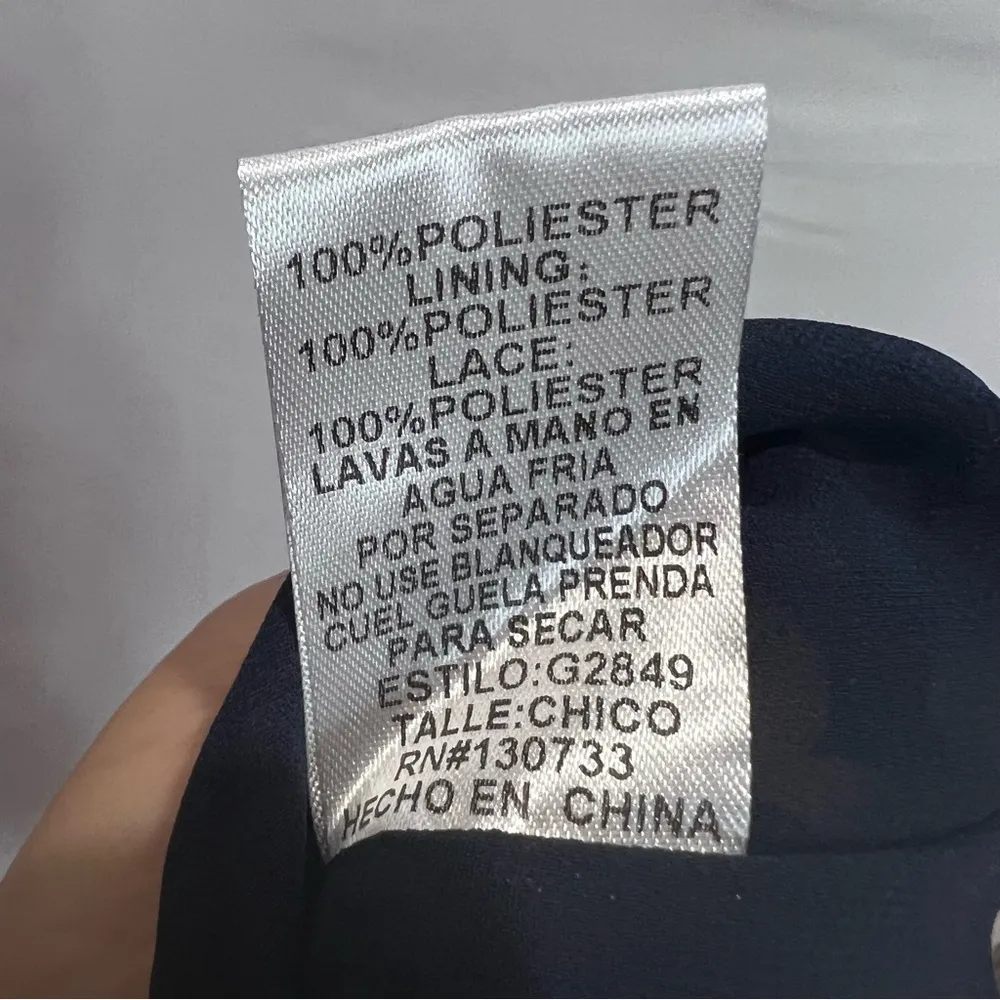 100%POLIESTER
LINING:
100%POLIESTER
LACE:
100%POLIESTER
LAVAS A MANO EN
AGUA FRIA
POR SEPARADO
NO USE BLANQUEADOR
CUEL GUELA PRENDA
PARA SECAR
ESTILO:G2849
TALLE:CHICO
RN#130733
HECHO EN CHINA